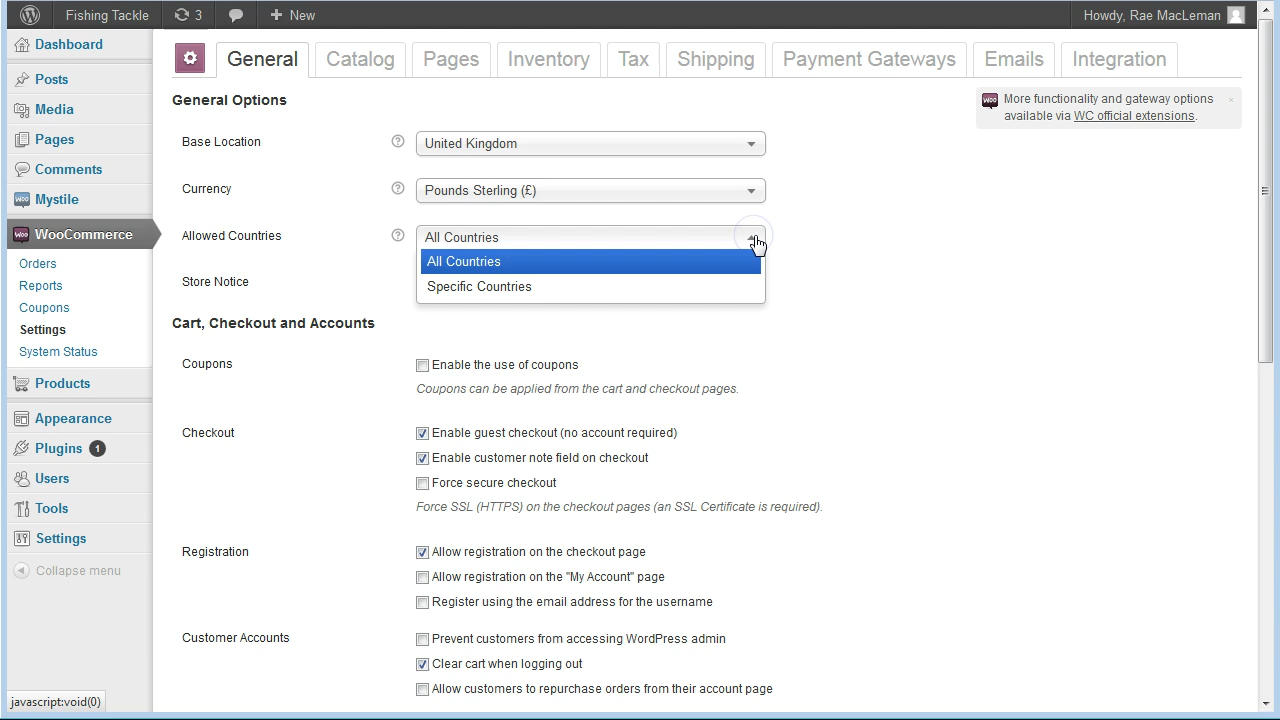 Fishing Tackle
3
New
Howdy, Rae MacLeman
Dashboard
Posts
Media
Pages
Comments
Mystile
WooCommerce
Orders
Reports
Coupons
Settings
System Status
Products
Appearance
Plugins 1
Users
Tools
Settings
Collapse menu
javascript:void(0)
General
Catalog
Pages
Inventory
Tax
Shipping
Payment Gateways
Emails
Integration
More functionality and gateway options
available via WC official extensions.
General Options
Base Location
United Kingdom
Currency
Pounds Sterling (£)
Allowed Countries
All Countries
All Countries
Specific Countries
Store Notice
Cart, Checkout and Accounts
Coupons
Enable the use of coupons
Coupons can be applied from the cart and checkout pages.
Checkout
Enable guest checkout (no account required)
Enable customer note field on checkout
Force secure checkout
Force SSL (HTTPS) on the checkout pages (an SSL Certificate is required).
Registration
Allow registration on the checkout page
Allow registration on the "My Account" page
Register using the email address for the username
Customer Accounts
Prevent customers from accessing WordPress admin
Clear cart when logging out
Allow customers to repurchase orders from their account page